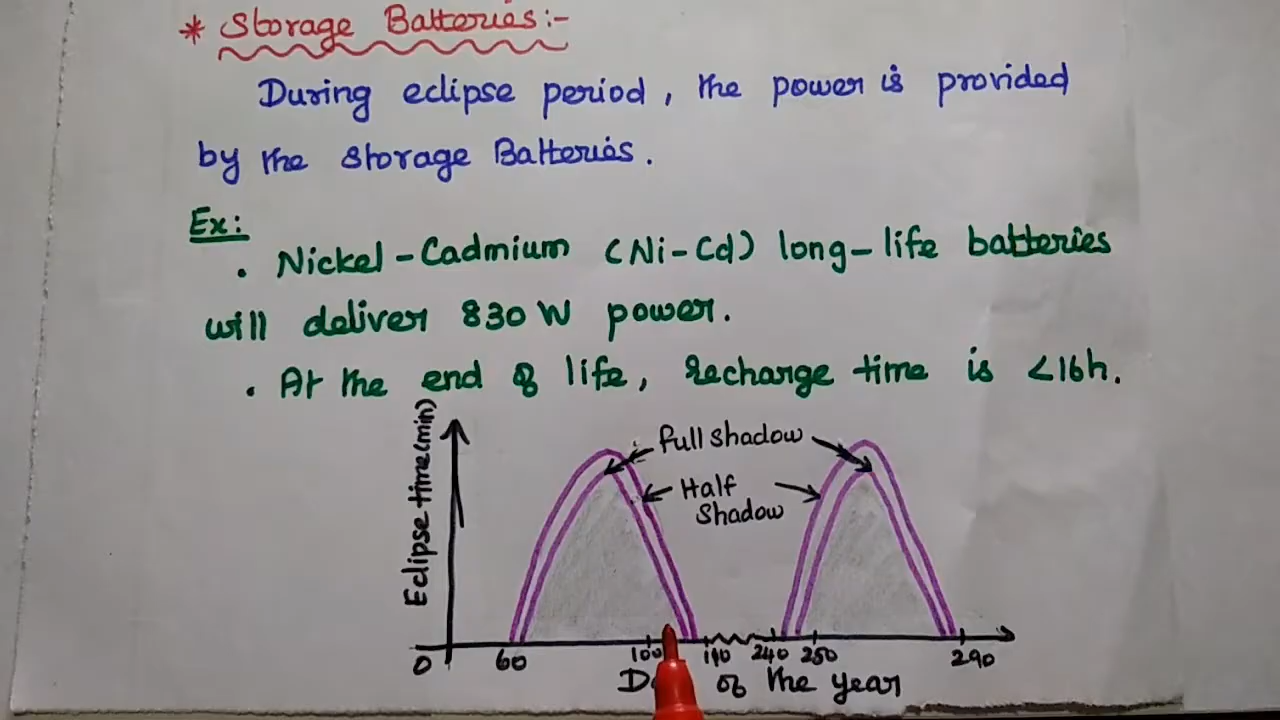 * Storage Batteries:-
During eclipse period, the power is provided
by the storage Batteries.
Ex:
. Nickel-Cadmium (Ni-Cd) long-life batteries
will deliver 830 W power.
. At the end of life, recharge time is <16h.
Eclipse time(min)
Full shadow
Half
Shadow
0 60 100 110 240 250 290
of the year